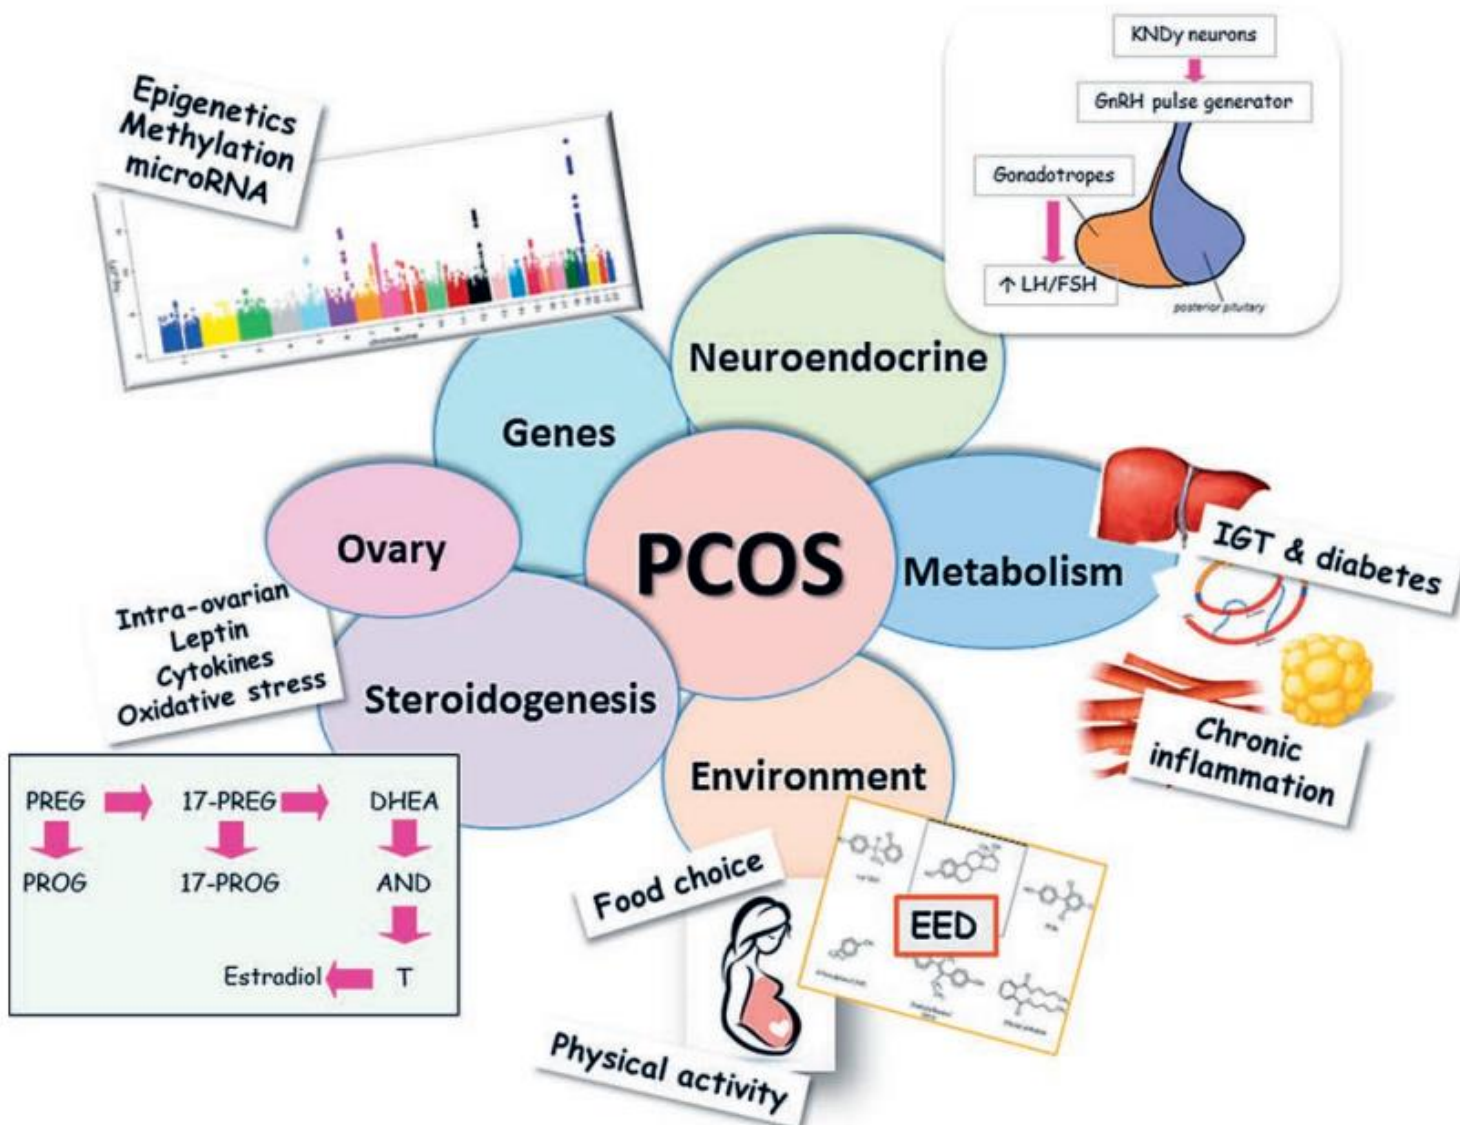 Epigenetics
Methylation
microRNA
chromosome
KNDy neurons
GnRH pulse generator
Gonadotropes
↑ LH/FSH
posterior pituitary
Neuroendocrine
Genes
Ovary
PCOS
Metabolism
IGT & diabetes
Chronic
inflammation
Intra-ovarian
Leptin
Cytokines
Oxidative stress
Steroidogenesis
Environment
PREG 17-PREG DHEA
PROG 17-PROG AND
Estradiol T
Food choice
EED
Physical activity